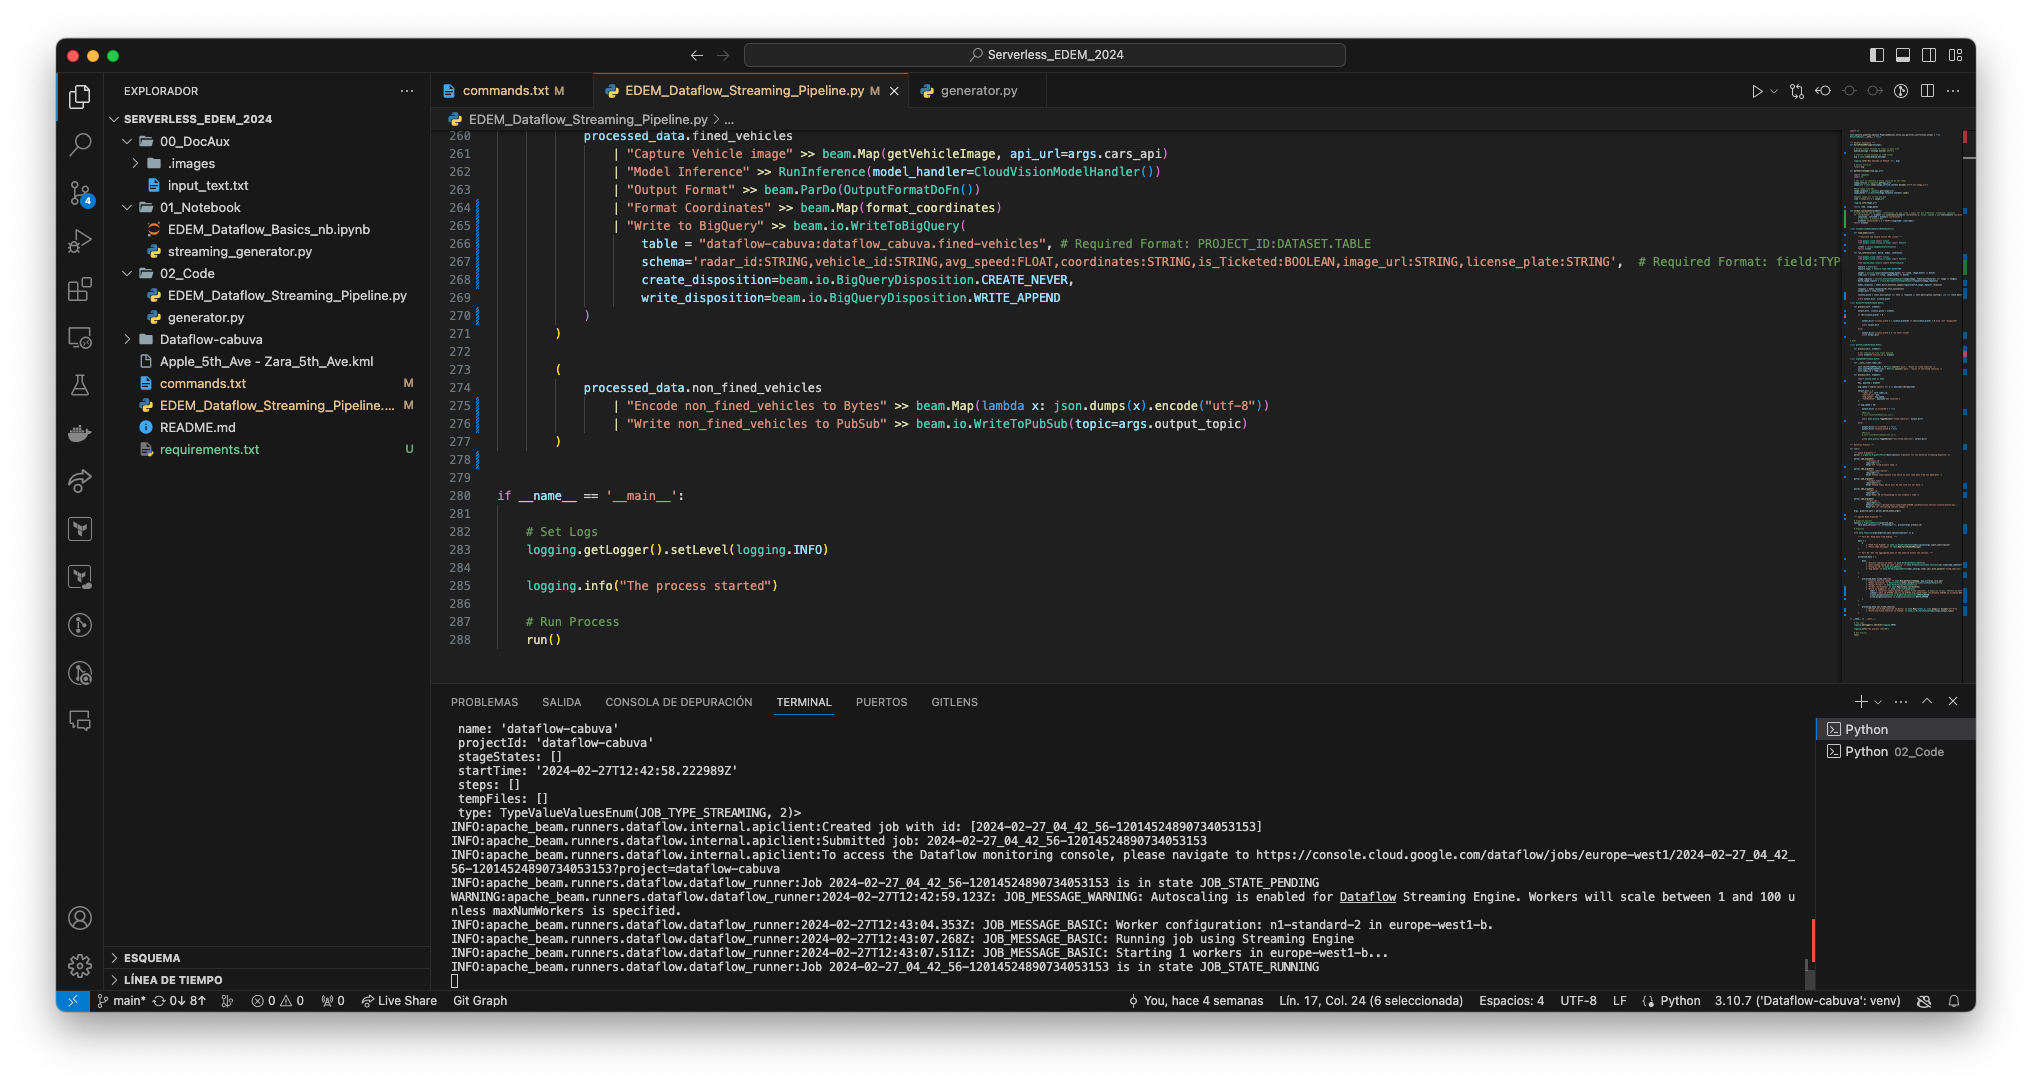 Serverless_EDEM_2024
EXPLORADOR
SERVERLESS_EDEM_2024
00_DocAux
.images
input_text.txt
01_Notebook
EDEM_Dataflow_Basics_nb.ipynb
streaming_generator.py
02_Code
EDEM_Dataflow_Streaming_Pipeline.py
generator.py
Dataflow-cabuva
Apple_5th_Ave - Zara_5th_Ave.kml
commands.txt M
EDEM_Dataflow_Streaming_Pipeline.... M
README.md
requirements.txt U
ESQUEMA
LÍNEA DE TIEMPO
4
commands.txt M
EDEM_Dataflow_Streaming_Pipeline.py M
generator.py
EDEM_Dataflow_Streaming_Pipeline.py > ...
260 processed_data.fined_vehicles
261 | "Capture Vehicle image" >> beam.Map(getVehicleImage, api_url=args.cars_api)
262 | "Model Inference" >> RunInference(model_handler=CloudVisionModelHandler())
263 | "Output Format" >> beam.ParDo(OutputFormatDoFn())
264 | "Format Coordinates" >> beam.Map(format_coordinates)
265 | "Write to BigQuery" >> beam.io.WriteToBigQuery(
266 table = "dataflow-cabuva:dataflow_cabuva.fined-vehicles", # Required Format: PROJECT_ID:DATASET.TABLE
267 schema='radar_id:STRING,vehicle_id:STRING,avg_speed:FLOAT,coordinates:STRING,is_Ticketed:BOOLEAN,image_url:STRING,license_plate:STRING', # Required Format: field:TYP
268 create_disposition=beam.io.BigQueryDisposition.CREATE_NEVER,
269 write_disposition=beam.io.BigQueryDisposition.WRITE_APPEND
270 )
271 )
272
273 (
274 processed_data.non_fined_vehicles
275 | "Encode non_fined_vehicles to Bytes" >> beam.Map(lambda x: json.dumps(x).encode("utf-8"))
276 | "Write non_fined_vehicles to PubSub" >> beam.io.WriteToPubSub(topic=args.output_topic)
277 )
278
279
280 if __name__ == '__main__':
281
282 # Set Logs
283 logging.getLogger().setLevel(logging.INFO)
284
285 logging.info("The process started")
286
287 # Run Process
288 run()
PROBLEMAS SALIDA CONSOLA DE DEPURACIÓN TERMINAL PUERTOS GITLENS
name: 'dataflow-cabuva'
projectId: 'dataflow-cabuva'
stageStates: []
startTime: '2024-02-27T12:42:58.222989Z'
steps: []
tempFiles: []
type: TypeValueValuesEnum(JOB_TYPE_STREAMING, 2)>
INFO:apache_beam.runners.dataflow.internal.apiclient:Created job with id: [2024-02-27_04_42_56-12014524890734053153]
INFO:apache_beam.runners.dataflow.internal.apiclient:Submitted job: 2024-02-27_04_42_56-12014524890734053153
INFO:apache_beam.runners.dataflow.internal.apiclient:To access the Dataflow monitoring console, please navigate to https://console.cloud.google.com/dataflow/jobs/europe-west1/2024-02-27_04_42_
56-12014524890734053153?project=dataflow-cabuva
INFO:apache_beam.runners.dataflow.dataflow_runner:Job 2024-02-27_04_42_56-12014524890734053153 is in state JOB_STATE_PENDING
WARNING:apache_beam.runners.dataflow.dataflow_runner:2024-02-27T12:42:59.123Z: JOB_MESSAGE_WARNING: Autoscaling is enabled for Dataflow Streaming Engine. Workers will scale between 1 and 100 u
nless maxNumWorkers is specified.
INFO:apache_beam.runners.dataflow.dataflow_runner:2024-02-27T12:43:04.353Z: JOB_MESSAGE_BASIC: Worker configuration: n1-standard-2 in europe-west1-b.
INFO:apache_beam.runners.dataflow.dataflow_runner:2024-02-27T12:43:07.268Z: JOB_MESSAGE_BASIC: Running job using Streaming Engine
INFO:apache_beam.runners.dataflow.dataflow_runner:2024-02-27T12:43:07.511Z: JOB_MESSAGE_BASIC: Starting 1 workers in europe-west1-b...
INFO:apache_beam.runners.dataflow.dataflow_runner:Job 2024-02-27_04_42_56-12014524890734053153 is in state JOB_STATE_RUNNING
Python
Python 02_Code
main* 0↓ 8↑ 0 0 0 Live Share Git Graph You, hace 4 semanas Lín. 17, Col. 24 (6 seleccionada) Espacios: 4 UTF-8 LF Python 3.10.7 ('Dataflow-cabuva': venv)